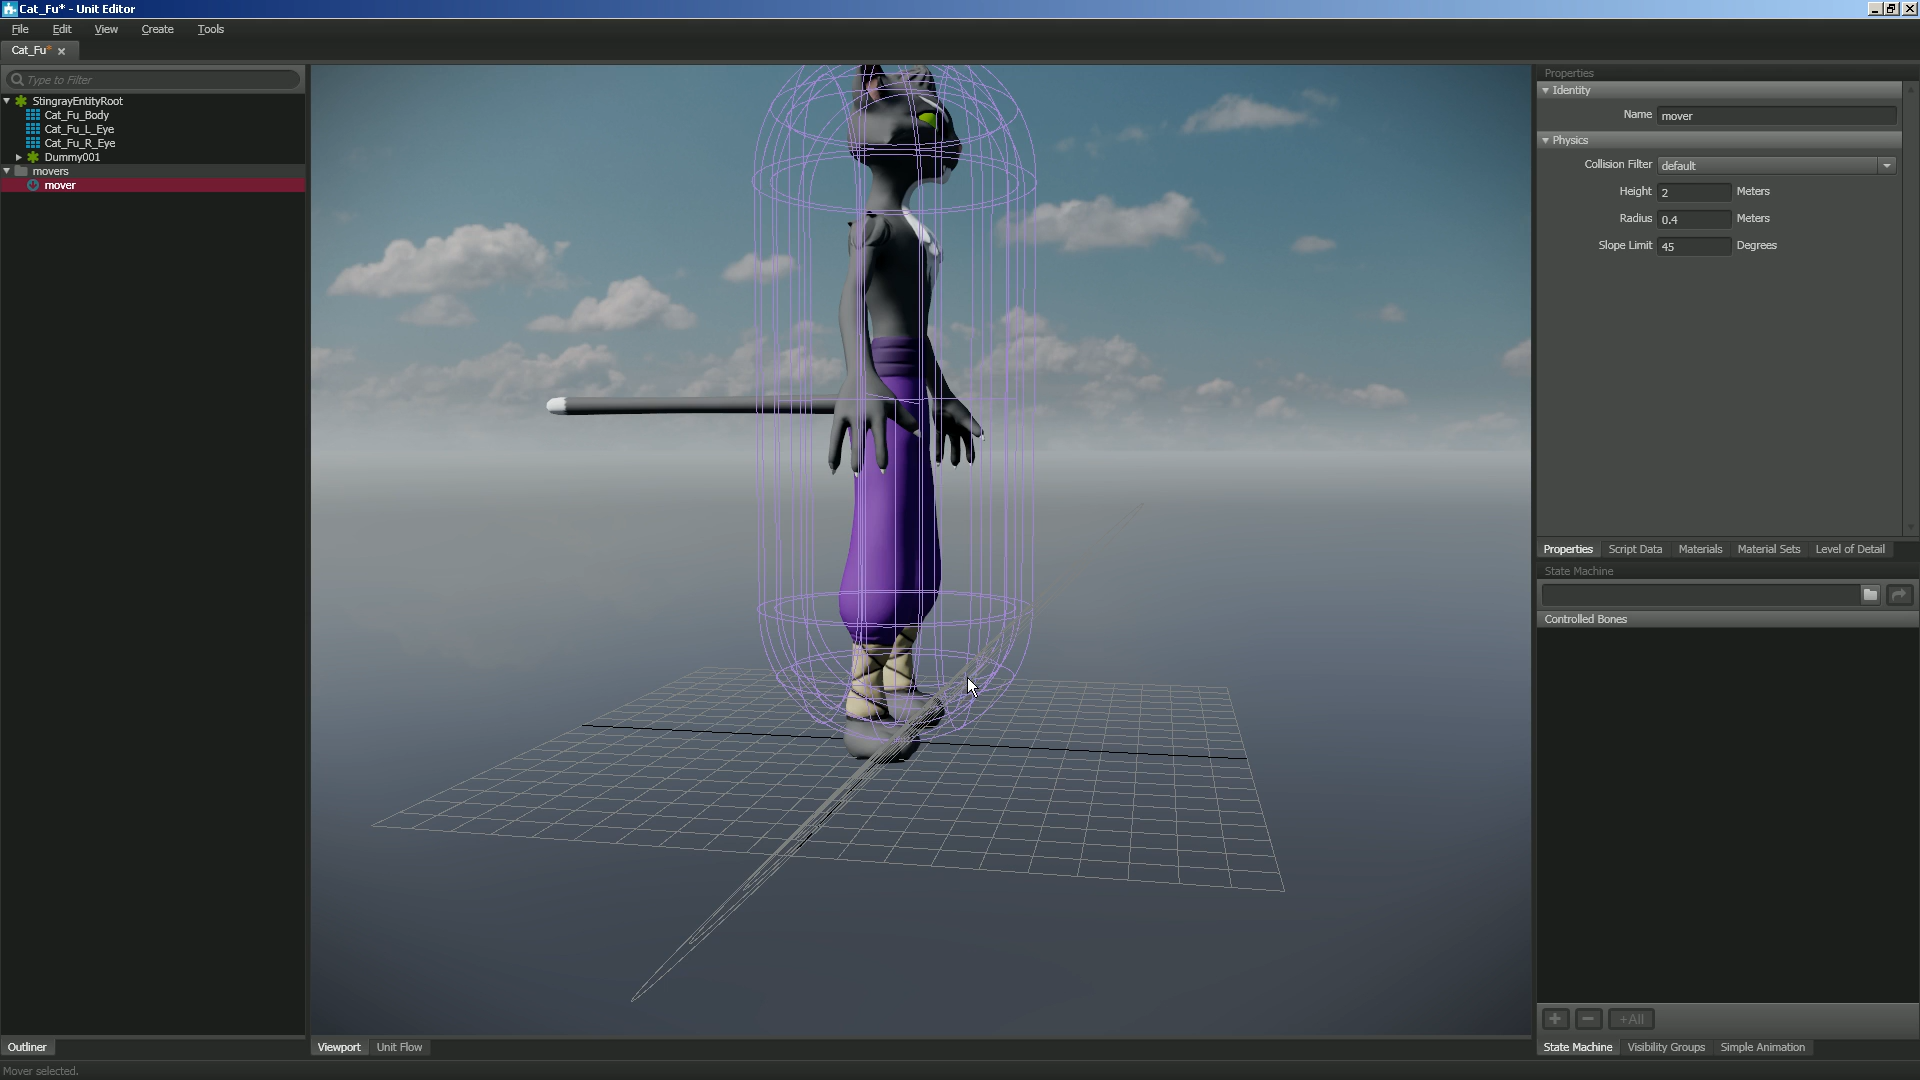 Cat_Fu* - Unit Editor
File Edit View Create Tools
Cat_Fu*
Type to Filter
StingrayEntityRoot
Cat_Fu_Body
Cat_Fu_L_Eye
Cat_Fu_R_Eye
Dummy001
movers
mover
Outliner
Viewport Unit Flow
Properties
Identity
Name mover
Physics
Collision Filter default
Height 2 Meters
Radius 0.4 Meters
Slope Limit 45 Degrees
Properties Script Data Materials Material Sets Level of Detail
State Machine
Controlled Bones
+All
State Machine Visibility Groups Simple Animation
Mover selected.